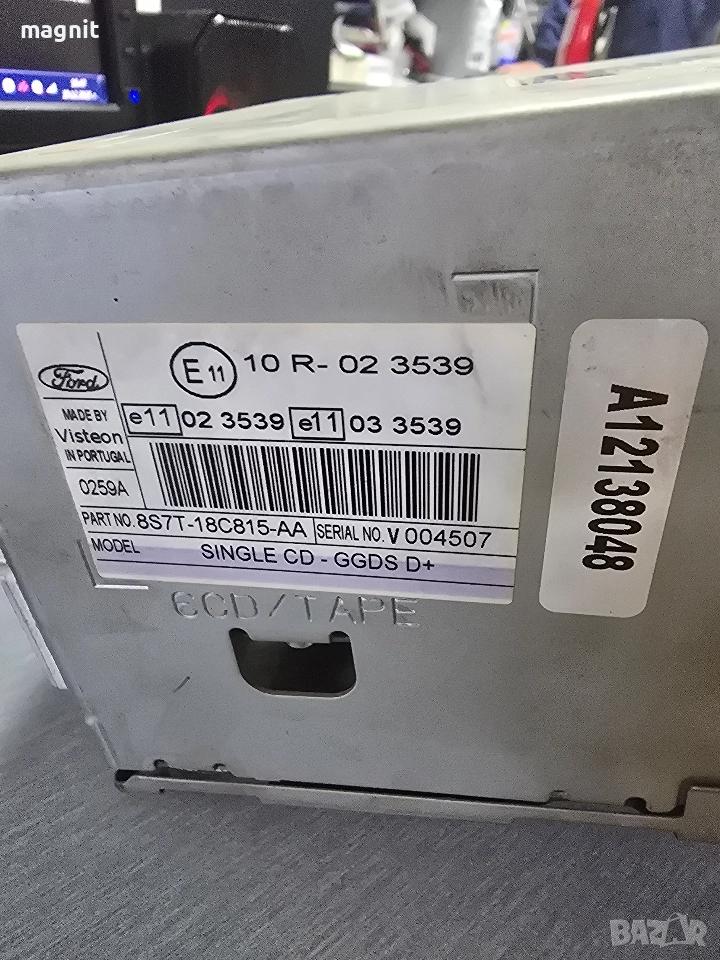 magnit
Ford
E 11 10 R- 02 3539
MADE BY
Visteon
IN PORTUGAL
e11 02 3539 e11 03 3539
0259A
PART NO. 8S7T-18C815-AA SERIAL NO. V 004507
MODEL SINGLE CD - GGDS D+
A12138048
6CD/TAPE
BAZAR